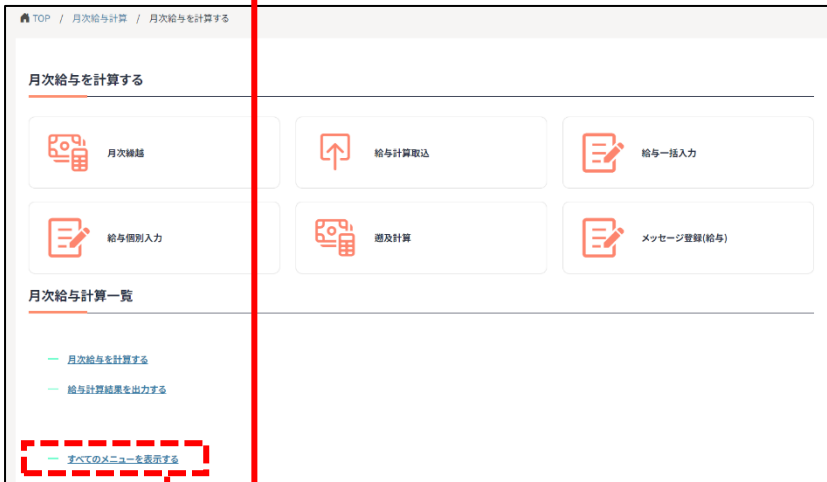 TOP / 月次給与計算 / 月次給与を計算する
月次給与を計算する
月次繰越
給与計算取込
給与一括入力
給与個別入力
遡及計算
メッセージ登録(給与)
月次給与計算一覧
月次給与を計算する
給与計算結果を出力する
すべてのメニューを表示する